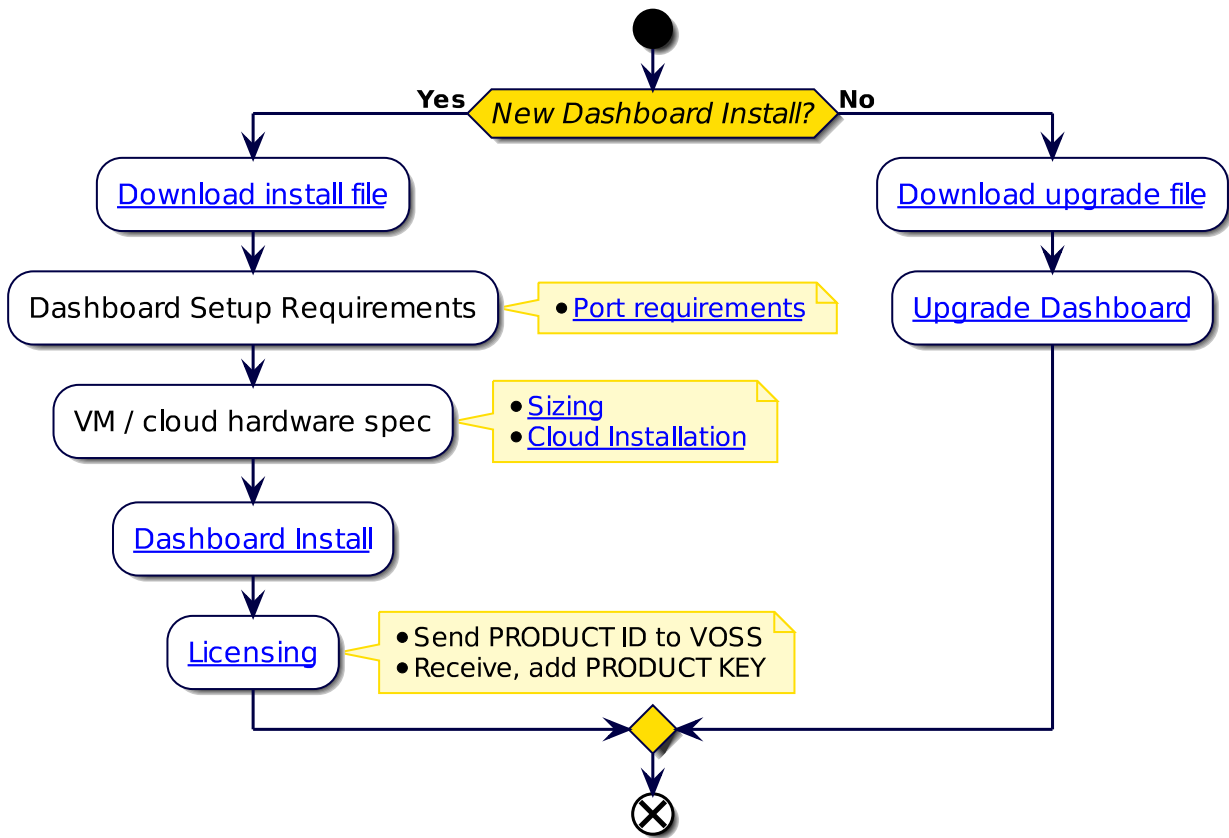 New Dashboard Install?
Yes
No
Download install file
Download upgrade file
Dashboard Setup Requirements
• Port requirements
Upgrade Dashboard
VM / cloud hardware spec
• Sizing
• Cloud Installation
Dashboard Install
Licensing
• Send PRODUCT ID to VOSS
• Receive, add PRODUCT KEY